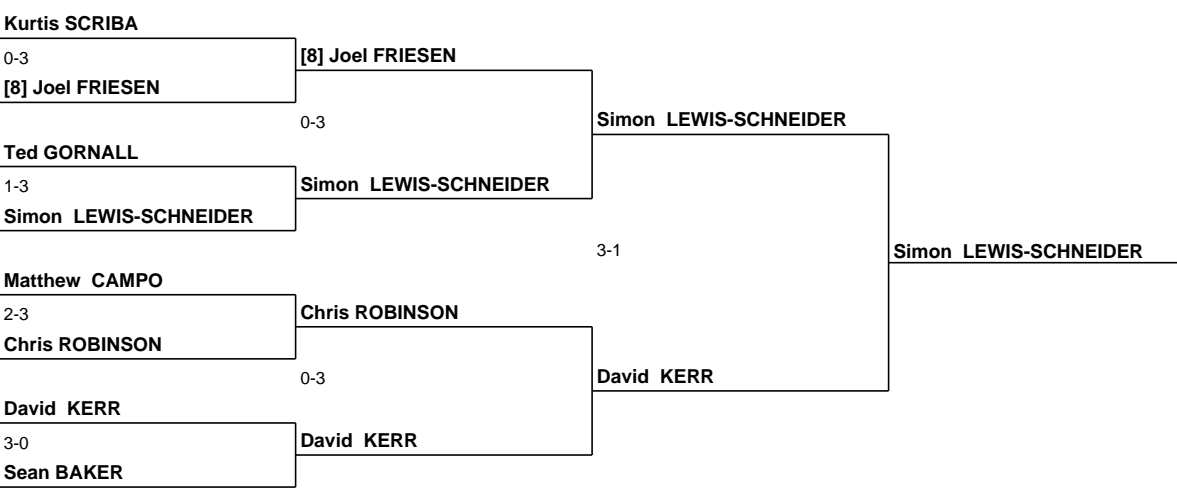 Kurtis SCRIBA
0-3
[8] Joel FRIESEN
[8] Joel FRIESEN
0-3
Simon LEWIS-SCHNEIDER
Ted GORNALL
1-3
Simon LEWIS-SCHNEIDER
Simon LEWIS-SCHNEIDER
3-1
Simon LEWIS-SCHNEIDER
Matthew CAMPO
2-3
Chris ROBINSON
Chris ROBINSON
0-3
David KERR
David KERR
3-0
David KERR
Sean BAKER